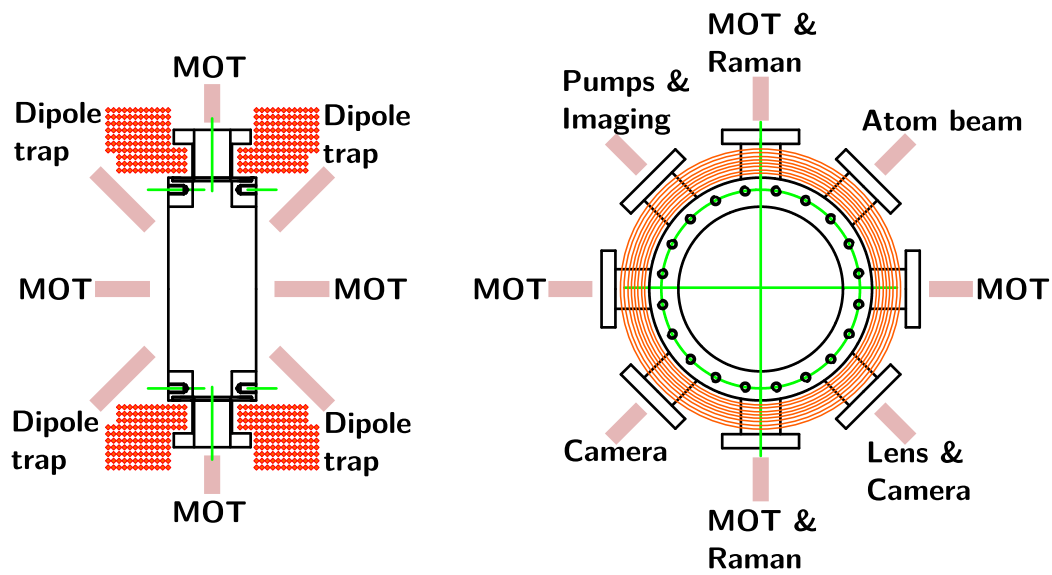 MOT
Dipole
trap
Dipole
trap
MOT
MOT
Dipole
trap
Dipole
trap
MOT
MOT &
Raman
Pumps &
Imaging
Atom beam
MOT
MOT
Camera
Lens &
Camera
MOT &
Raman